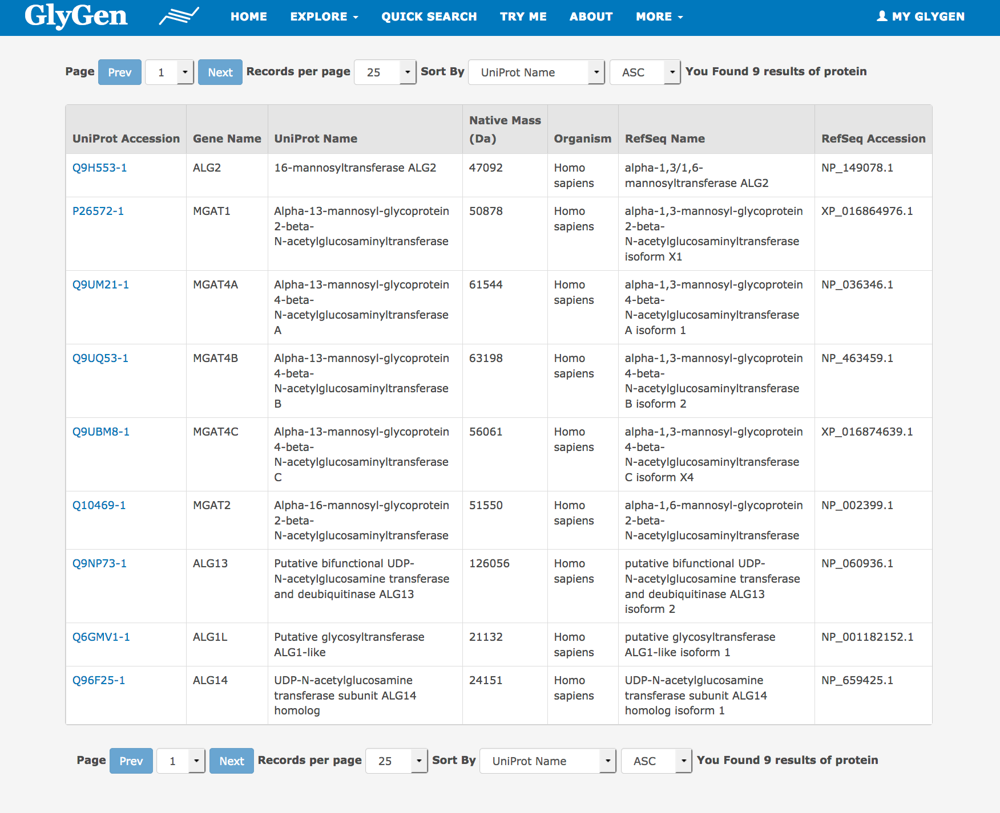 GlyGen HOME EXPLORE QUICK SEARCH TRY ME ABOUT MORE MY GLYGEN
Page Prev 1 Next Records per page 25 Sort By UniProt Name ASC You Found 9 results of protein
UniProt Accession Gene Name UniProt Name Native Mass (Da) Organism RefSeq Name RefSeq Accession
Q9H553-1 ALG2 16-mannosyltransferase ALG2 47092 Homo alpha-1,3/1,6- NP_149078.1
sapiens mannosyltransferase ALG2
P26572-1 MGAT1 Alpha-13-mannosyl-glycoprotein 50878 Homo alpha-1,3-mannosyl-glycoprotein XP_016864976.1
2-beta- sapiens 2-beta-
N-acetylglucosaminyltransferase N-acetylglucosaminyltransferase
isoform X1
Q9UM21-1 MGAT4A Alpha-13-mannosyl-glycoprotein 61544 Homo alpha-1,3-mannosyl-glycoprotein NP_036346.1
4-beta- sapiens 4-beta-
N-acetylglucosaminyltransferase N-acetylglucosaminyltransferase
A A isoform 1
Q9UQ53-1 MGAT4B Alpha-13-mannosyl-glycoprotein 63198 Homo alpha-1,3-mannosyl-glycoprotein NP_463459.1
4-beta- sapiens 4-beta-
N-acetylglucosaminyltransferase N-acetylglucosaminyltransferase
B B isoform 2
Q9UBM8-1 MGAT4C Alpha-13-mannosyl-glycoprotein 56061 Homo alpha-1,3-mannosyl-glycoprotein XP_016874639.1
4-beta- sapiens 4-beta-
N-acetylglucosaminyltransferase N-acetylglucosaminyltransferase
C C isoform X4
Q10469-1 MGAT2 Alpha-16-mannosyl-glycoprotein 51550 Homo alpha-1,6-mannosyl-glycoprotein NP_002399.1
2-beta- sapiens 2-beta-
N-acetylglucosaminyltransferase N-acetylglucosaminyltransferase
Q9NP73-1 ALG13 Putative bifunctional UDP- 126056 Homo putative bifunctional UDP- NP_060936.1
N-acetylglucosamine transferase sapiens N-acetylglucosamine transferase
and deubiquitinase ALG13 and deubiquitinase ALG13
isoform 2
Q6GMV1-1 ALG1L Putative glycosyltransferase 21132 Homo putative glycosyltransferase NP_001182152.1
ALG1-like sapiens ALG1-like isoform 1
Q96F25-1 ALG14 UDP-N-acetylglucosamine 24151 Homo UDP-N-acetylglucosamine NP_659425.1
transferase subunit ALG14 sapiens transferase subunit ALG14
homolog homolog isoform 1
Page Prev 1 Next Records per page 25 Sort By UniProt Name ASC You Found 9 results of protein